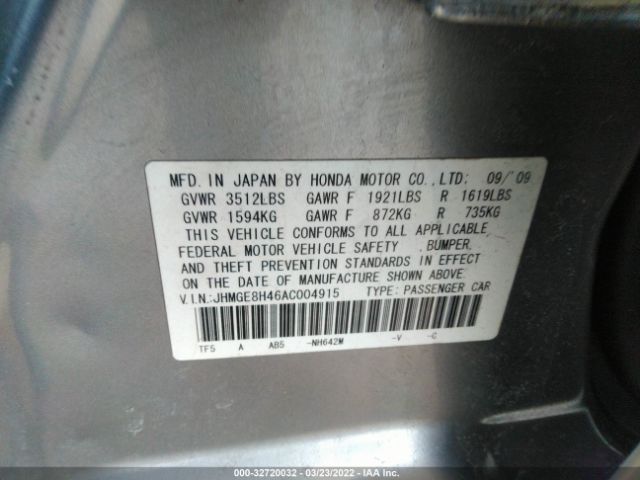 MFD. IN JAPAN BY HONDA MOTOR CO.,LTD: 09/'09
GVWR 3512LBS GAWR F 1921LBS R 1619LBS
GVWR 1594KG GAWR F 872KG R 735KG
THIS VEHICLE CONFORMS TO ALL APPLICABLE
FEDERAL MOTOR VEHICLE SAFETY , BUMPER,
AND THEFT PREVENTION STANDARDS IN EFFECT
ON THE DATE OF MANUFACTURE SHOWN ABOVE.
V.I.N.:JHMGE8H46AC004915 TYPE: PASSENGER CAR
TF5 A AB5 -NH642M -V -C
000-32720032 — 03/23/2022 — IAA Inc.